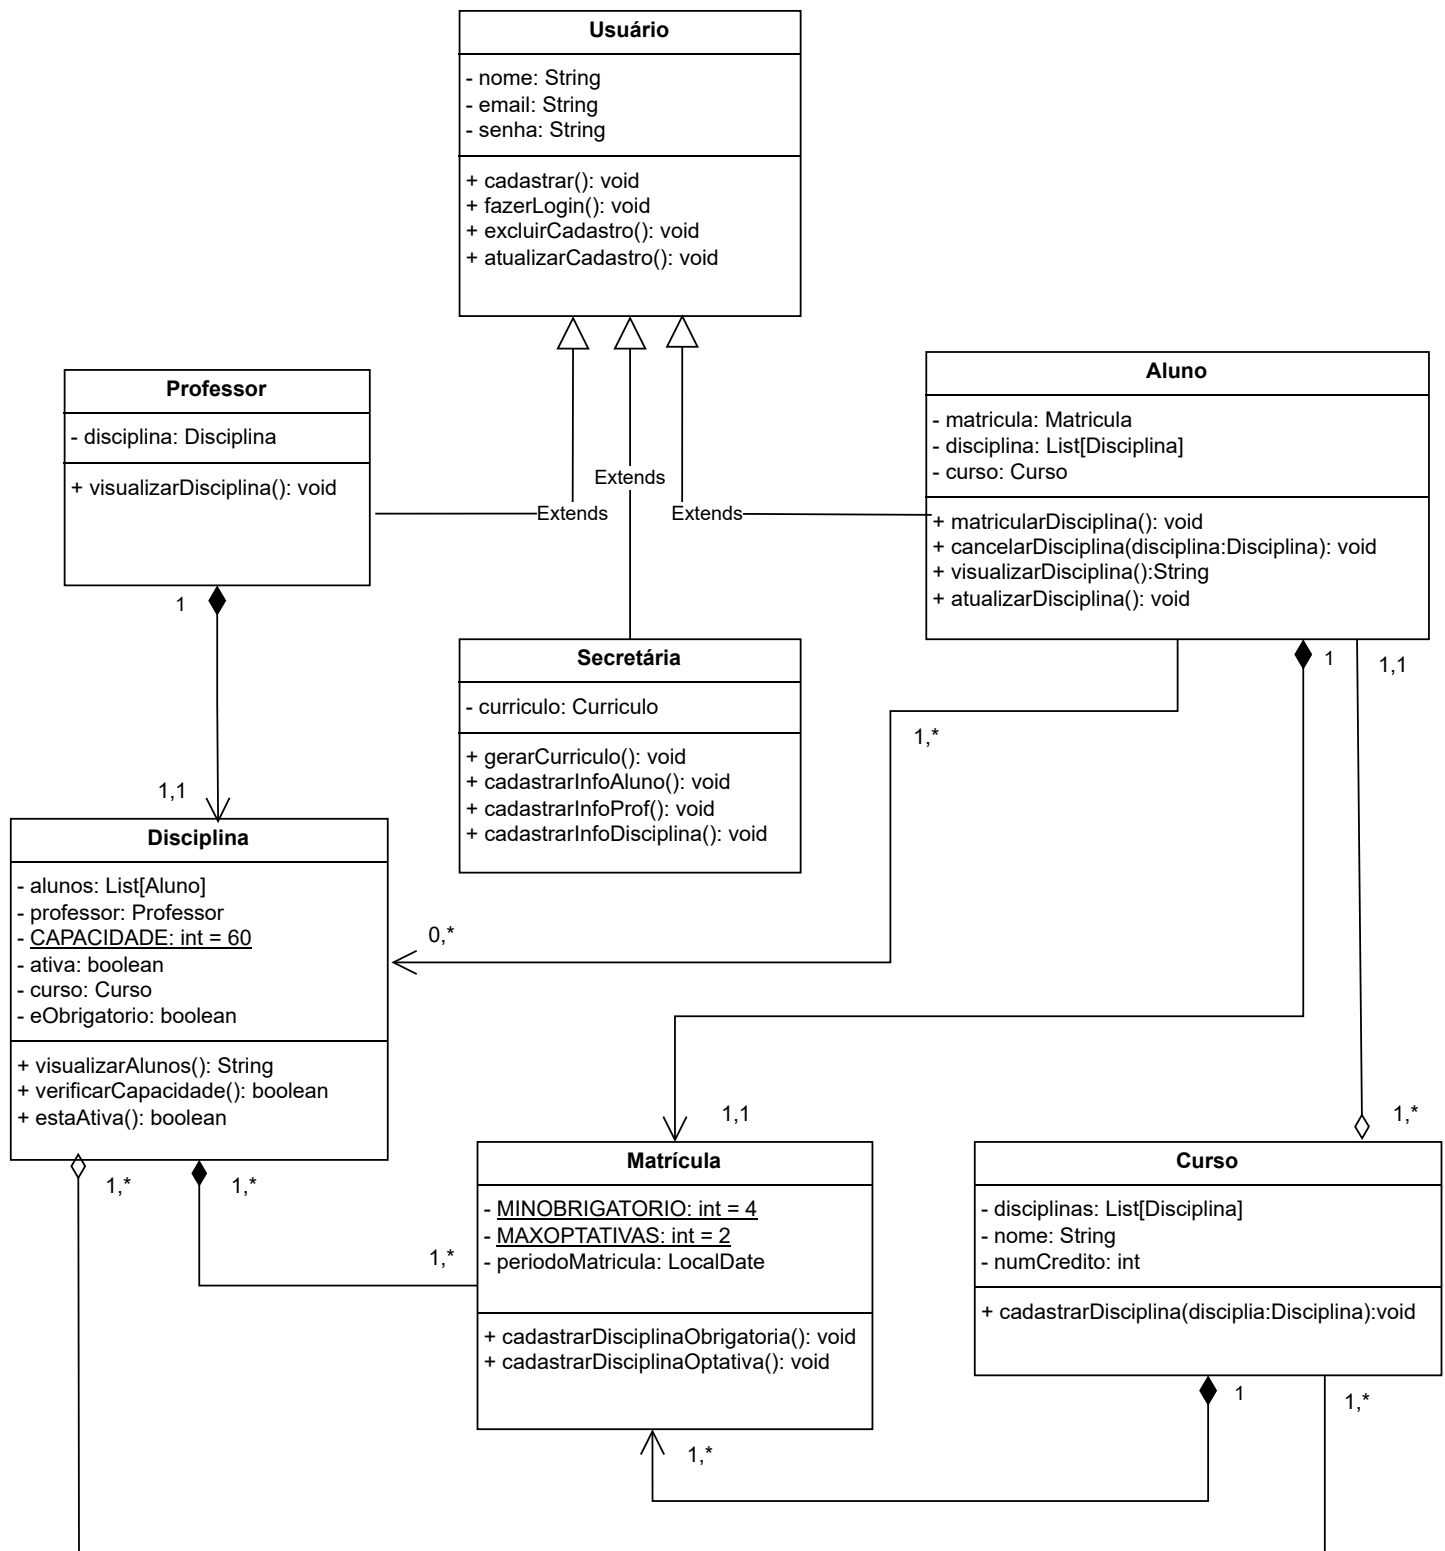 Usuário
- nome: String
- email: String
- senha: String
+ cadastrar(): void
+ fazerLogin(): void
+ excluirCadastro(): void
+ atualizarCadastro(): void
Professor
- disciplina: Disciplina
+ visualizarDisciplina(): void
Aluno
- matricula: Matricula
- disciplina: List[Disciplina]
- curso: Curso
+ matricularDisciplina(): void
+ cancelarDisciplina(disciplina:Disciplina): void
+ visualizarDisciplina():String
+ atualizarDisciplina(): void
Extends
Extends
Extends
1
1,1
Secretária
- curriculo: Curriculo
+ gerarCurriculo(): void
+ cadastrarInfoAluno(): void
+ cadastrarInfoProf(): void
+ cadastrarInfoDisciplina(): void
1
1,1
1,*
0,*
Disciplina
- alunos: List[Aluno]
- professor: Professor
- CAPACIDADE: int = 60
- ativa: boolean
- curso: Curso
- eObrigatorio: boolean
+ visualizarAlunos(): String
+ verificarCapacidade(): boolean
+ estaAtiva(): boolean
1,*
1,*
1,*
1,1
1,*
Matrícula
- MINOBRIGATORIO: int = 4
- MAXOPTATIVAS: int = 2
- periodoMatricula: LocalDate
+ cadastrarDisciplinaObrigatoria(): void
+ cadastrarDisciplinaOptativa(): void
Curso
- disciplinas: List[Disciplina]
- nome: String
- numCredito: int
+ cadastrarDisciplina(disciplia:Disciplina):void
1,*
1
1,*